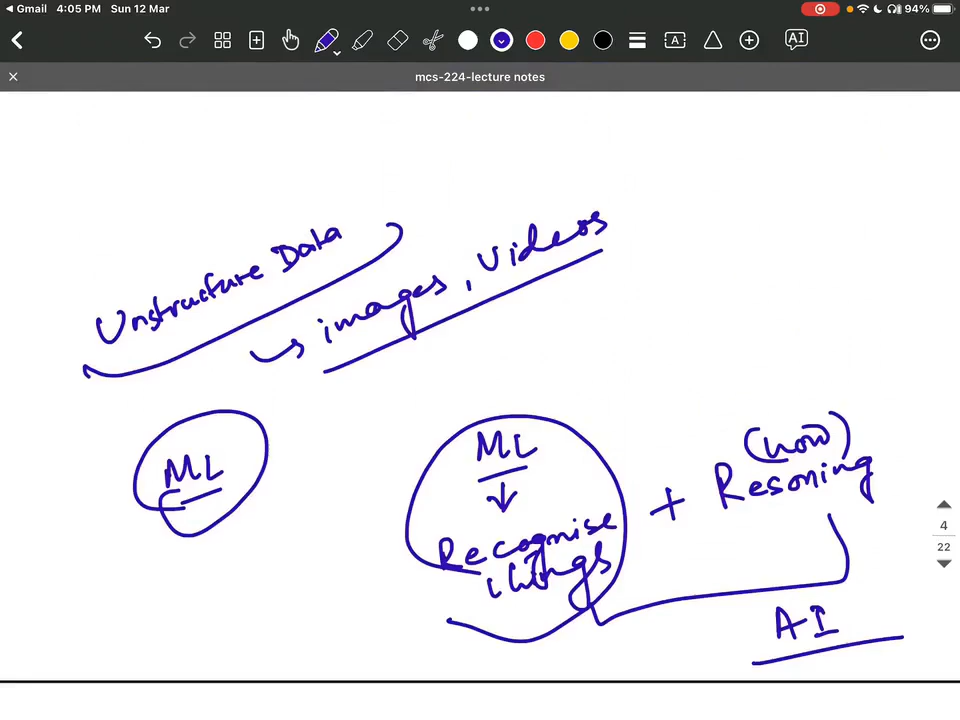 Gmail 4:05 PM Sun 12 Mar 94%
A AI
mcs-224-lecture notes
Unstructure Data
images, Videos
ML
ML
Recognise
things
+
(how)
Resoning
AI
4
22